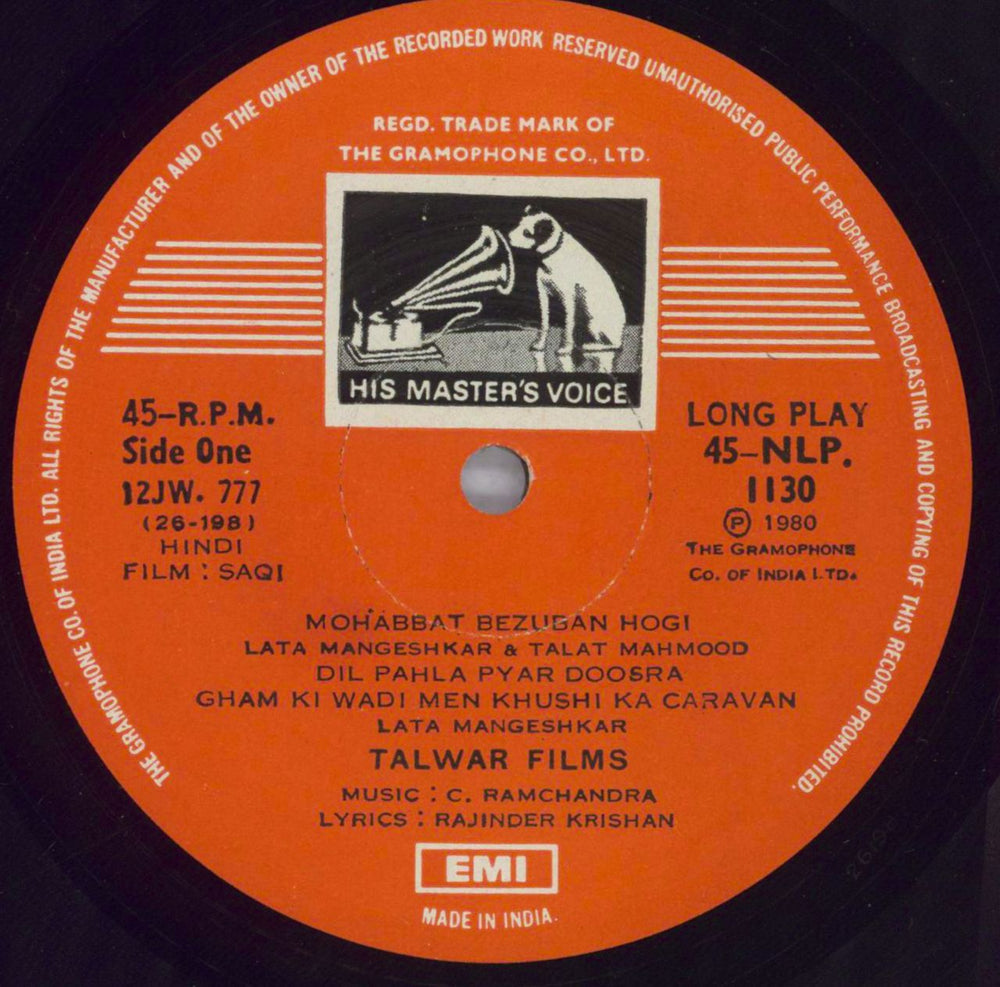 THE GRAMOPHONE CO. OF INDIA LTD. ALL RIGHTS OF THE MANUFACTURER AND OF THE OWNER OF THE RECORDED WORK RESERVED UNAUTHORISED PUBLIC PERFORMANCE BROADCASTING AND COPYING OF THIS RECORD PROHIBITED.
REGD. TRADE MARK OF
THE GRAMOPHONE CO., LTD.
HIS MASTER'S VOICE
45-R.P.M.
Side One
12JW. 777
(26-198)
HINDI
FILM : SAQI
LONG PLAY
45-NLP.
1130
Ⓟ 1980
THE GRAMOPHONE
CO. OF INDIA LTD.
MOHABBAT BEZUBAN HOGI
LATA MANGESHKAR & TALAT MAHMOOD
DIL PAHLA PYAR DOOSRA
GHAM KI WADI MEN KHUSHI KA CARAVAN
LATA MANGESHKAR
TALWAR FILMS
MUSIC : C. RAMCHANDRA
LYRICS : RAJINDER KRISHAN
EMI
MADE IN INDIA.